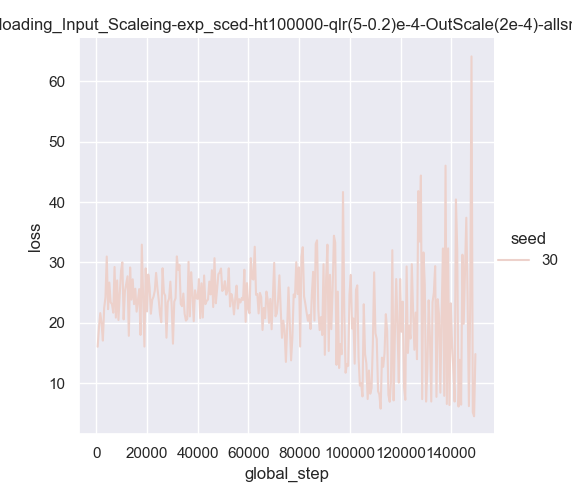 loading_Input_Scaleing-exp_sced-ht100000-qlr(5-0.2)e-4-OutScale(2e-4)-allsr
60
50
40
30
20
10
loss
0 20000 40000 60000 80000 100000 120000 140000
global_step
seed
30